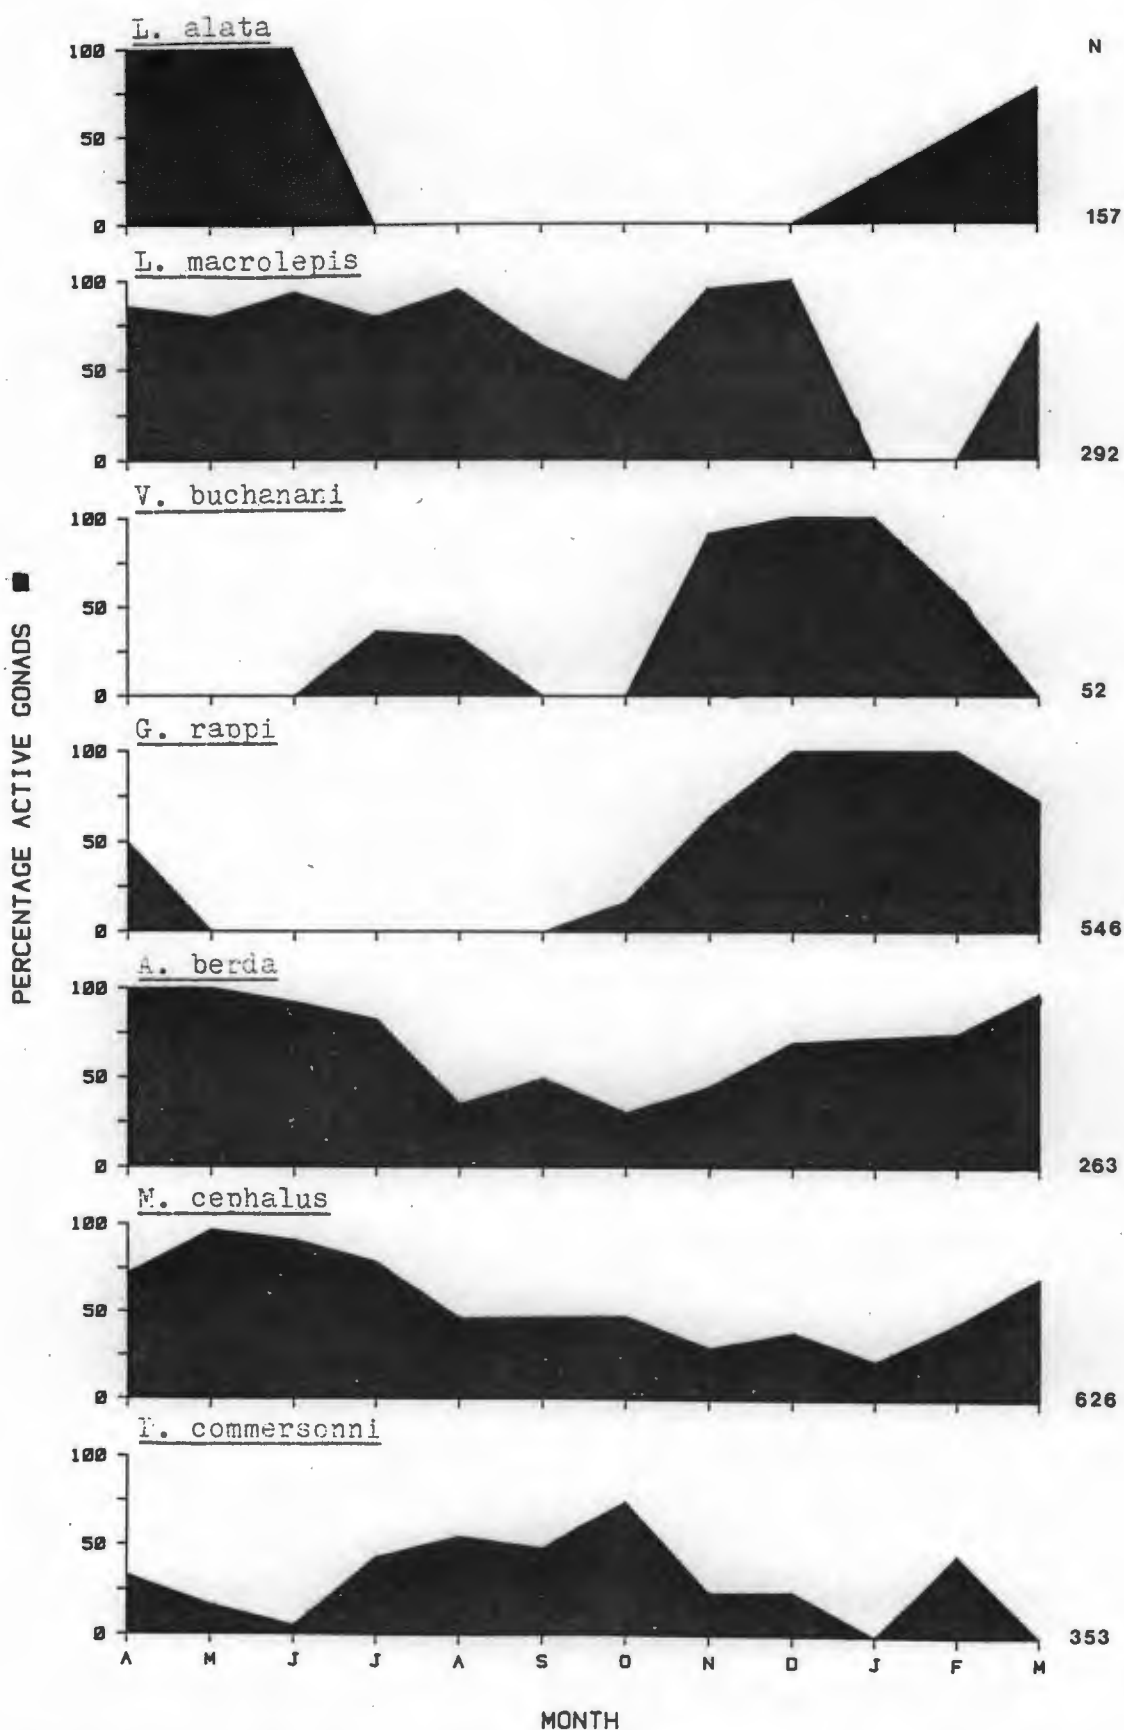 L. alata
N
100
50
0
157
L. macrolepis
100
50
0
292
V. buchanani
100
50
0
52
PERCENTAGE ACTIVE GONADS
G. rappi
100
50
0
546
A. berda
100
50
0
263
M. cephalus
100
50
0
626
P. commersonni
100
50
0
353
A M J J A S O N D J F M
MONTH